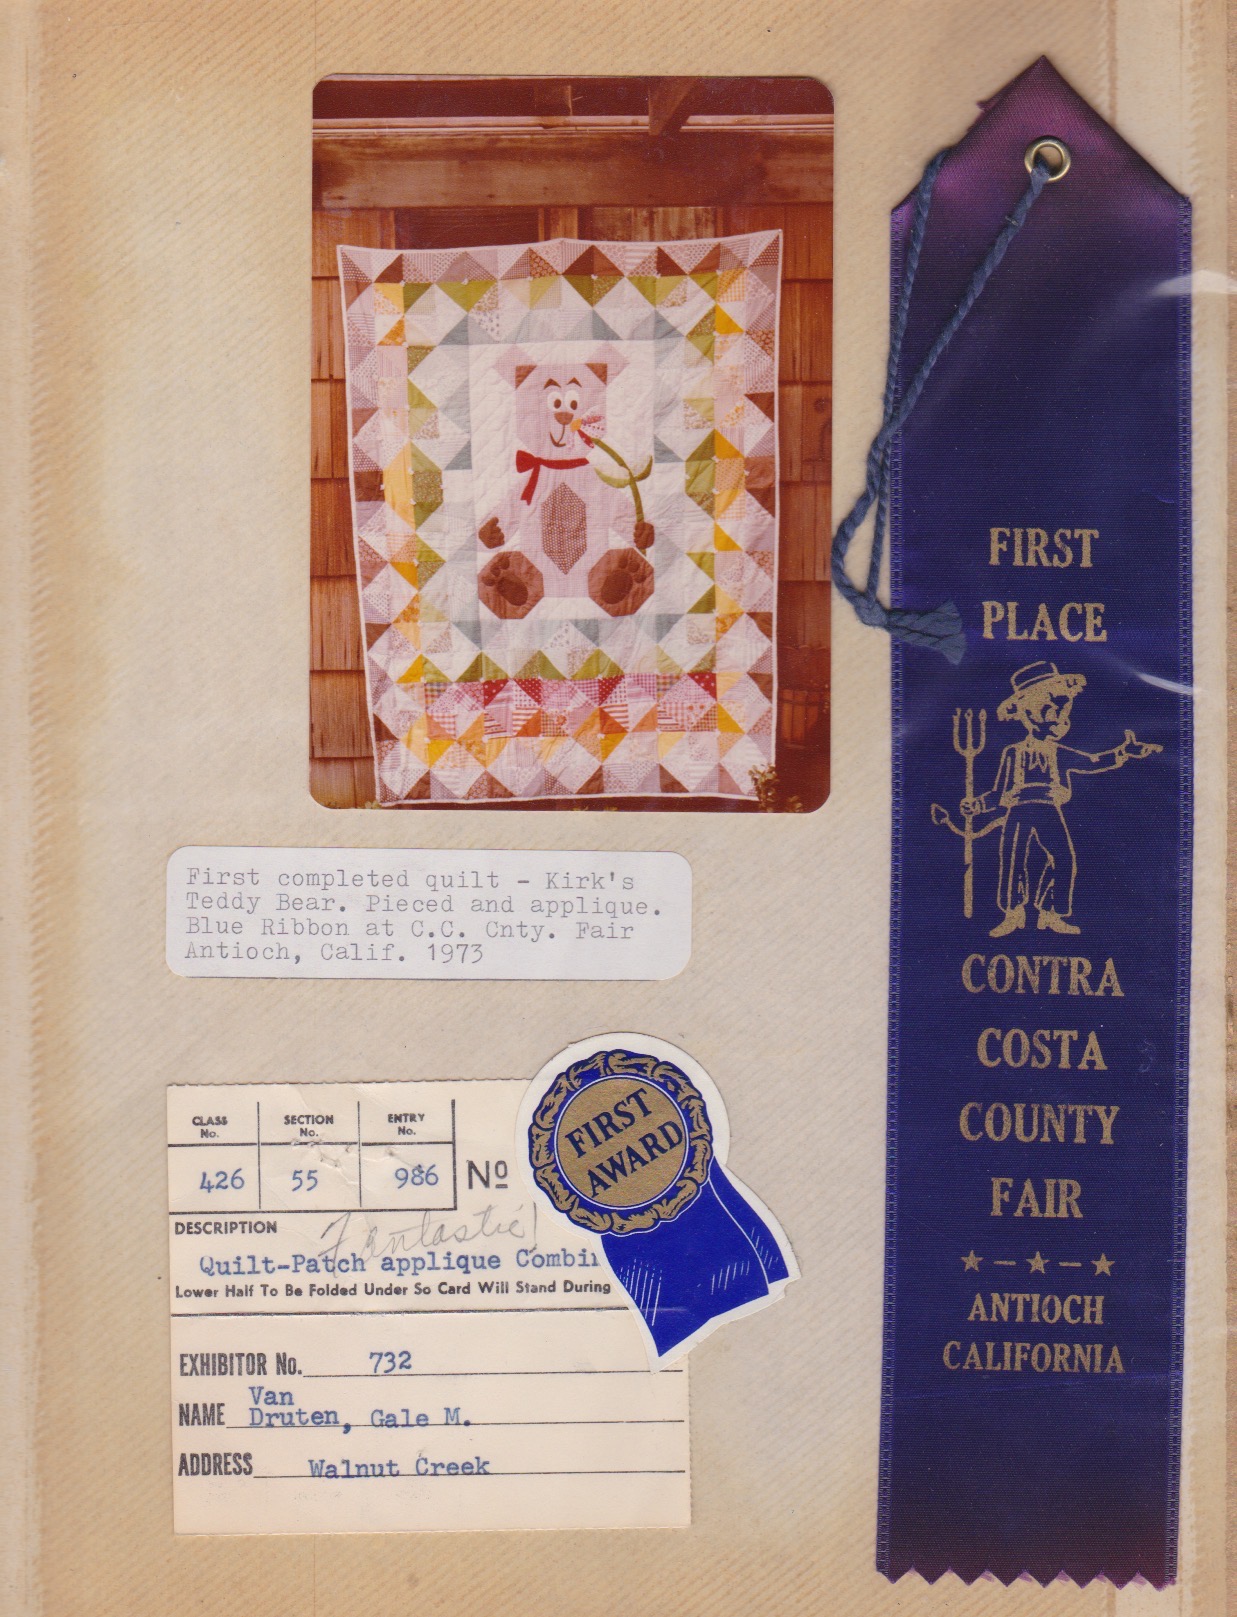 First completed quilt - Kirk's
Teddy Bear. Pieced and applique.
Blue Ribbon at C.C. Cnty. Fair
Antioch, Calif. 1973
CLASS No. SECTION No. ENTRY No.
426 55 986 Nº
DESCRIPTION Fantastic!
Quilt-Patch applique Combi
Lower Half To Be Folded Under So Card Will Stand During
EXHIBITOR No. 732
NAME Van
Druten, Gale M.
ADDRESS Walnut Creek
FIRST
AWARD
FIRST
PLACE
CONTRA
COSTA
COUNTY
FAIR
ANTIOCH
CALIFORNIA